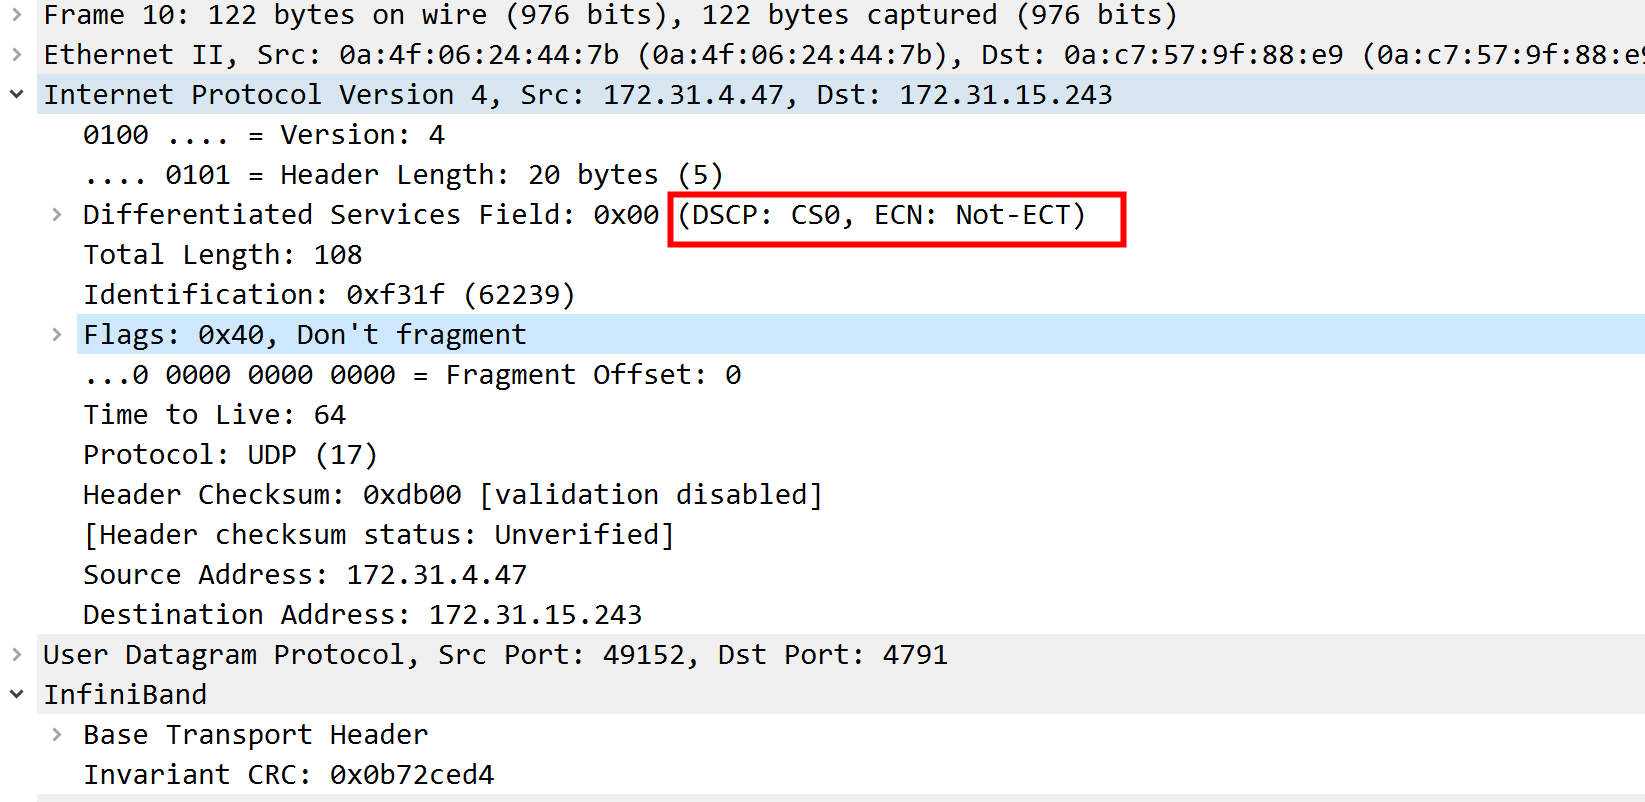 Frame 10: 122 bytes on wire (976 bits), 122 bytes captured (976 bits)
Ethernet II, Src: 0a:4f:06:24:44:7b (0a:4f:06:24:44:7b), Dst: 0a:c7:57:9f:88:e9 (0a:c7:57:9f:88:e9
Internet Protocol Version 4, Src: 172.31.4.47, Dst: 172.31.15.243
0100 .... = Version: 4
.... 0101 = Header Length: 20 bytes (5)
Differentiated Services Field: 0x00 (DSCP: CS0, ECN: Not-ECT)
Total Length: 108
Identification: 0xf31f (62239)
Flags: 0x40, Don't fragment
...0 0000 0000 0000 = Fragment Offset: 0
Time to Live: 64
Protocol: UDP (17)
Header Checksum: 0xdb00 [validation disabled]
[Header checksum status: Unverified]
Source Address: 172.31.4.47
Destination Address: 172.31.15.243
User Datagram Protocol, Src Port: 49152, Dst Port: 4791
InfiniBand
Base Transport Header
Invariant CRC: 0x0b72ced4